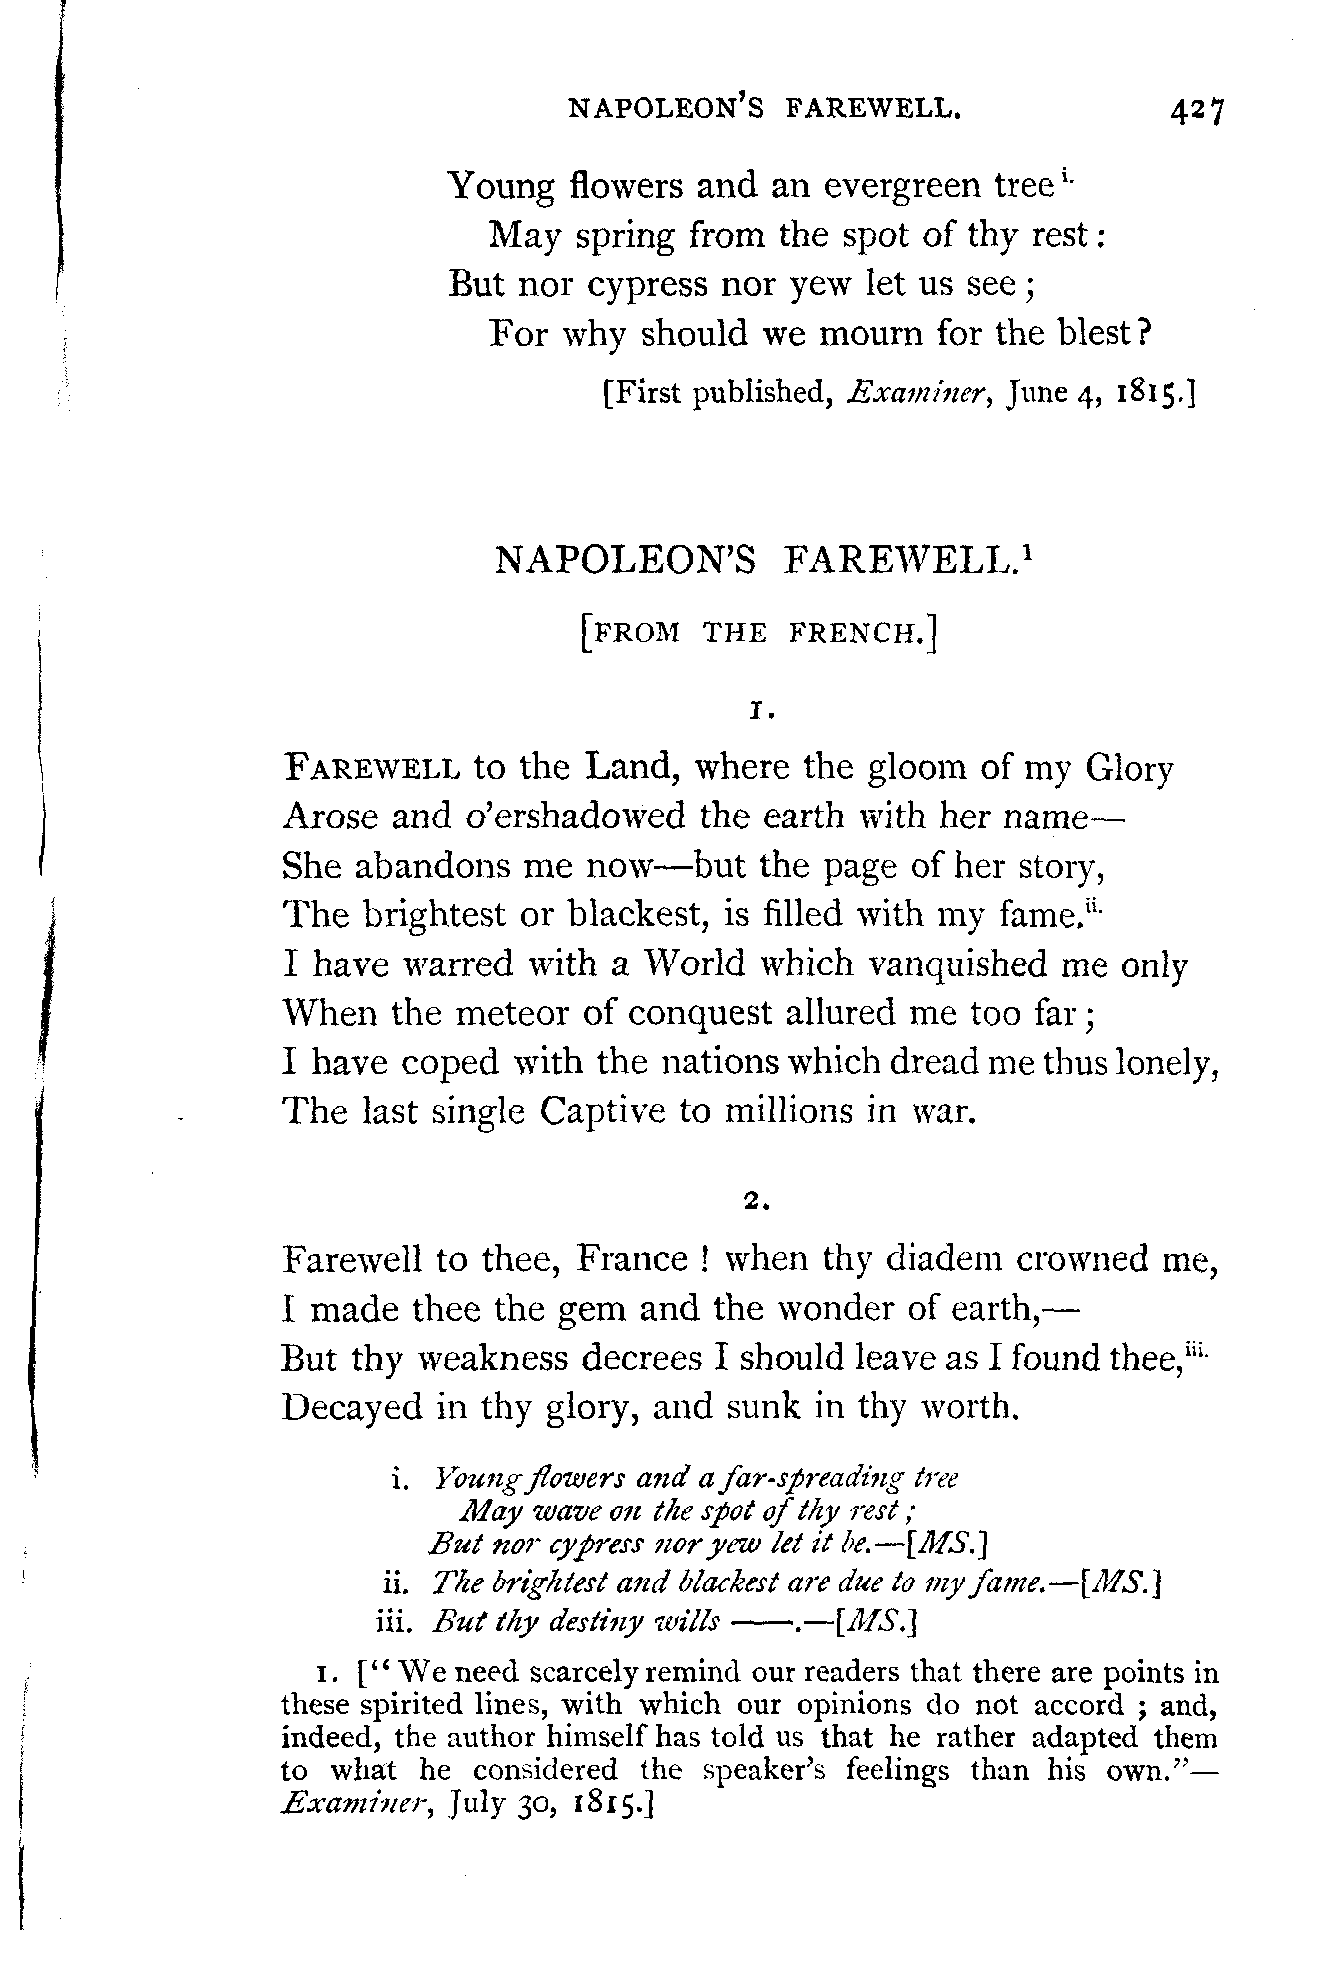 NAPOLEON'S FAREWELL. 427
Young flowers and an evergreen tree i.
May spring from the spot of thy rest:
But nor cypress nor yew let us see;
For why should we mourn for the blest?
[First published, Examiner, June 4, 1815.]
NAPOLEON'S FAREWELL.¹
[FROM THE FRENCH.]
1.
FAREWELL to the Land, where the gloom of my Glory
Arose and o'ershadowed the earth with her name—
She abandons me now—but the page of her story,
The brightest or blackest, is filled with my fame.ii.
I have warred with a World which vanquished me only
When the meteor of conquest allured me too far;
I have coped with the nations which dread me thus lonely,
The last single Captive to millions in war.
2.
Farewell to thee, France! when thy diadem crowned me,
I made thee the gem and the wonder of earth,—
But thy weakness decrees I should leave as I found thee,iii.
Decayed in thy glory, and sunk in thy worth.
i. Young flowers and a far-spreading tree
May wave on the spot of thy rest;
But nor cypress nor yew let it be.—[MS.]
ii. The brightest and blackest are due to my fame.—[MS.]
iii. But thy destiny wills ——.—[MS.]
1. ["We need scarcely remind our readers that there are points in
these spirited lines, with which our opinions do not accord; and,
indeed, the author himself has told us that he rather adapted them
to what he considered the speaker's feelings than his own."—
Examiner, July 30, 1815.]